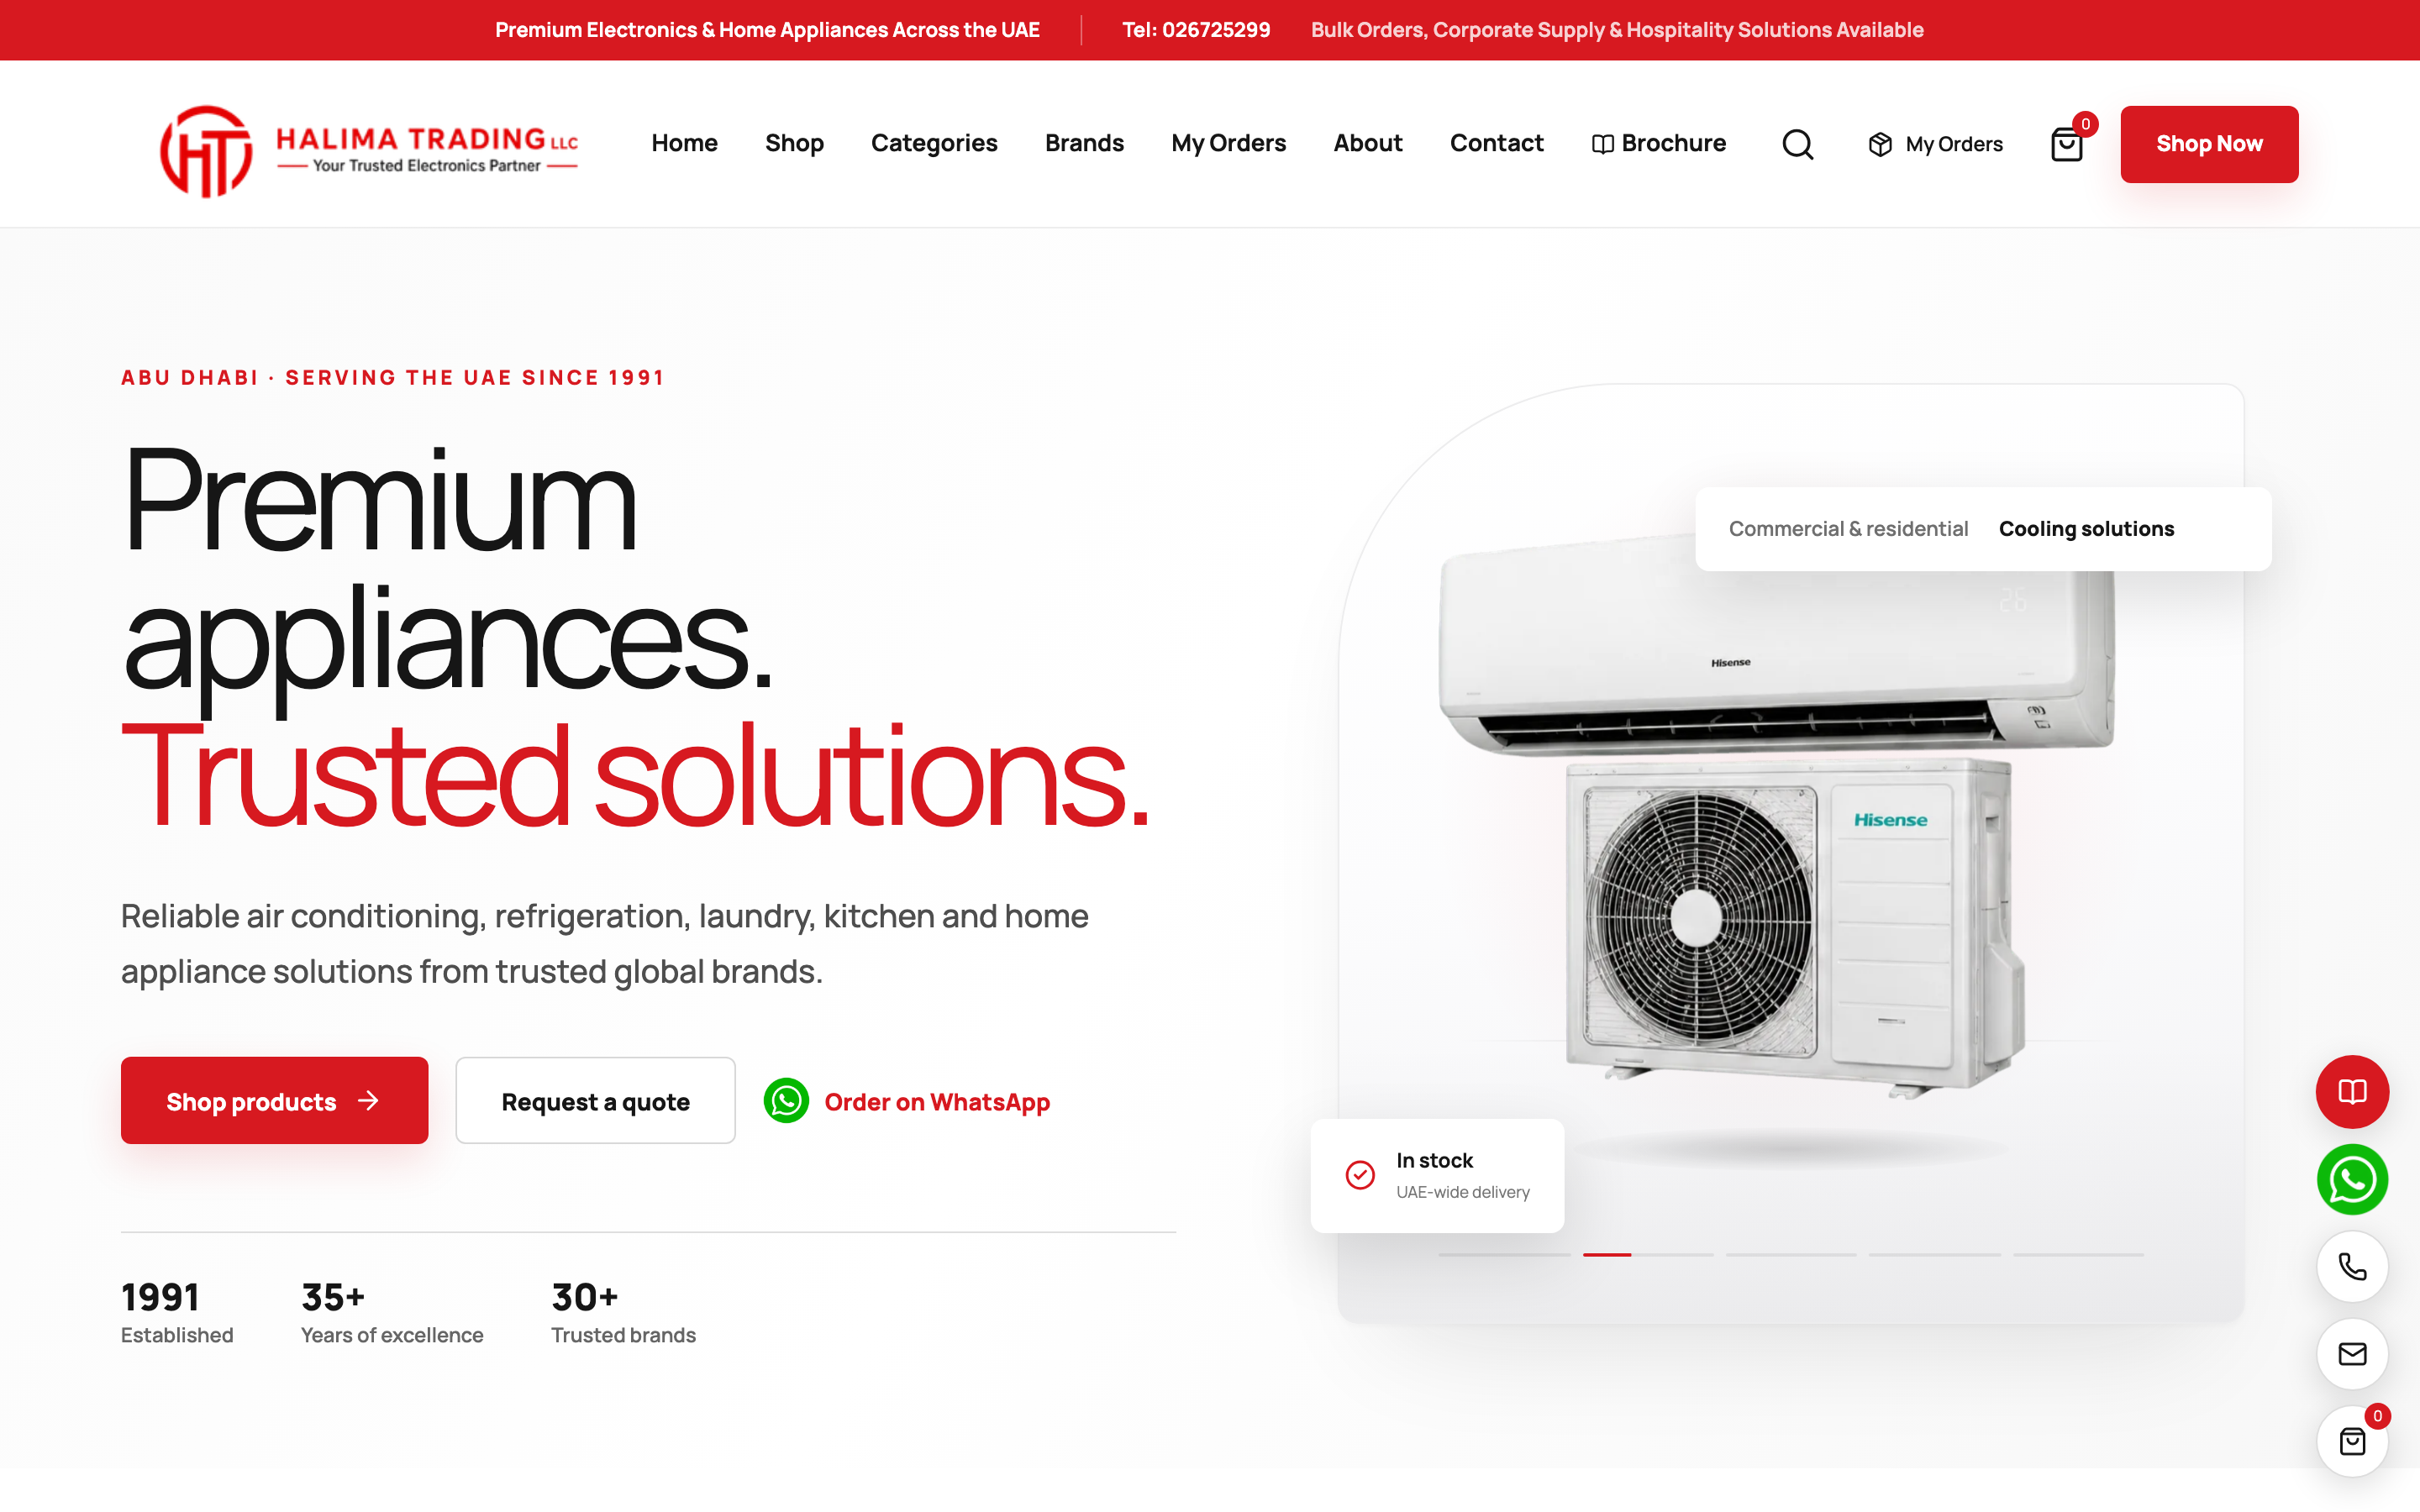 Premium Electronics & Home Appliances Across the UAE
Tel: 026725299
Bulk Orders, Corporate Supply & Hospitality Solutions Available
HT
HALIMA TRADING LLC
Your Trusted Electronics Partner
Home
Shop
Categories
Brands
My Orders
About
Contact
Brochure
My Orders
0
Shop Now
ABU DHABI · SERVING THE UAE SINCE 1991
Premium
appliances.
Trusted solutions.
Reliable air conditioning, refrigeration, laundry, kitchen and home
appliance solutions from trusted global brands.
Shop products
Request a quote
Order on WhatsApp
1991
Established
35+
Years of excellence
30+
Trusted brands
Commercial & residential
Cooling solutions
26
Hisense
Hisense
In stock
UAE-wide delivery
0